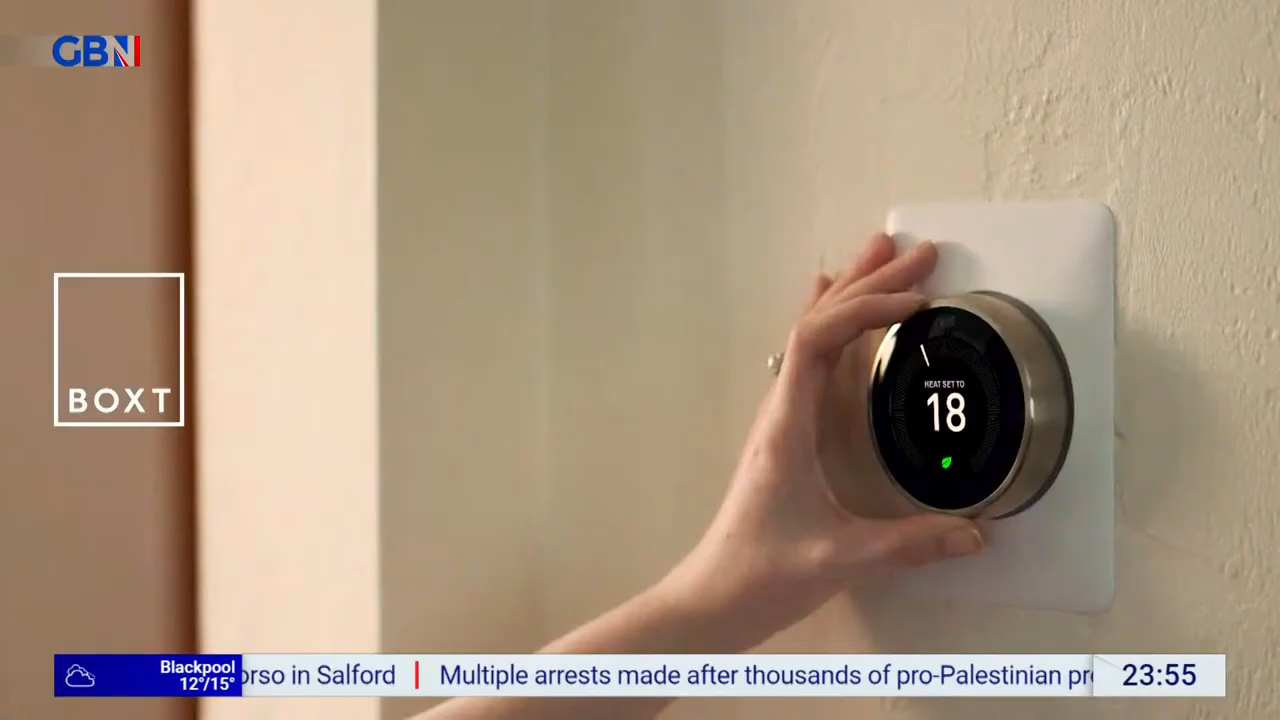 GBN
BOXT
HEAT SET TO
18
Blackpool
12°/15°
orso in Salford
Multiple arrests made after thousands of pro-Palestinian pr
23:55